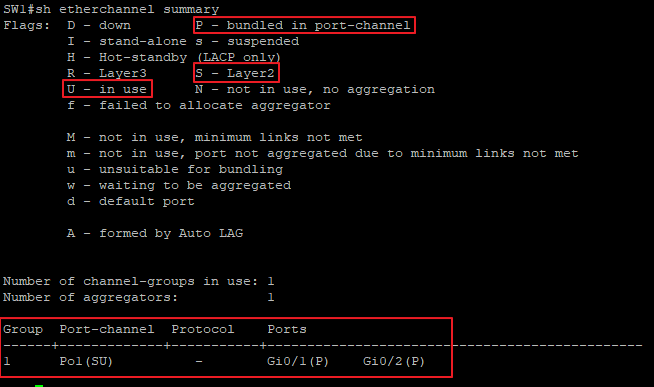 SW1#sh etherchannel summary
Flags:  D - down        P - bundled in port-channel
        I - stand-alone s - suspended
        H - Hot-standby (LACP only)
        R - Layer3      S - Layer2
        U - in use      N - not in use, no aggregation
        f - failed to allocate aggregator
        M - not in use, minimum links not met
        m - not in use, port not aggregated due to minimum links not met
        u - unsuitable for bundling
        w - waiting to be aggregated
        d - default port
        A - formed by Auto LAG
Number of channel-groups in use: 1
Number of aggregators:           1
Group  Port-channel  Protocol    Ports
------+-------------+-----------+-----------------------------------------------
1      Po1(SU)          -        Gi0/1(P)    Gi0/2(P)